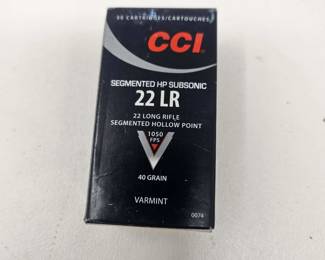 50 CARTRIDGES/CARTOUCHES
CCI
SEGMENTED HP SUBSONIC
22 LR
22 LONG RIFLE
SEGMENTED HOLLOW POINT
1050
FPS
40 GRAIN
VARMINT
0074